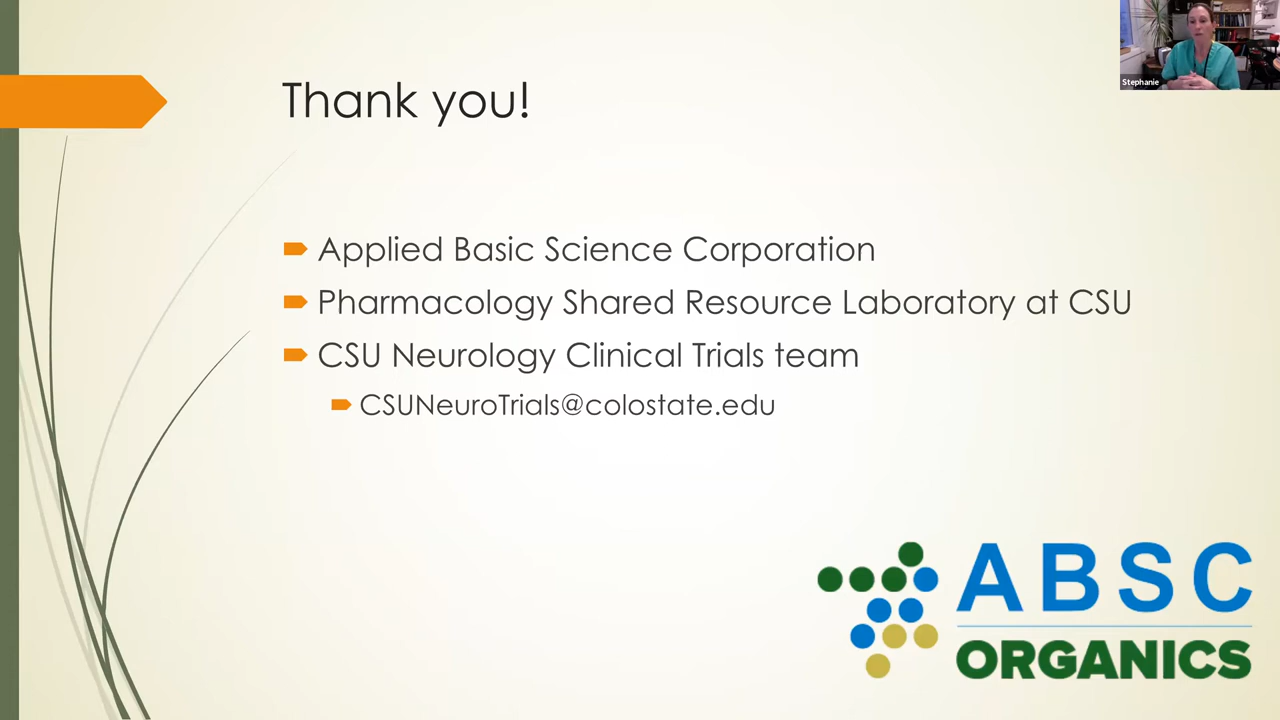 Stephanie
Thank you!
Applied Basic Science Corporation
Pharmacology Shared Resource Laboratory at CSU
CSU Neurology Clinical Trials team
CSUNeuroTrials@colostate.edu
ABSC
ORGANICS